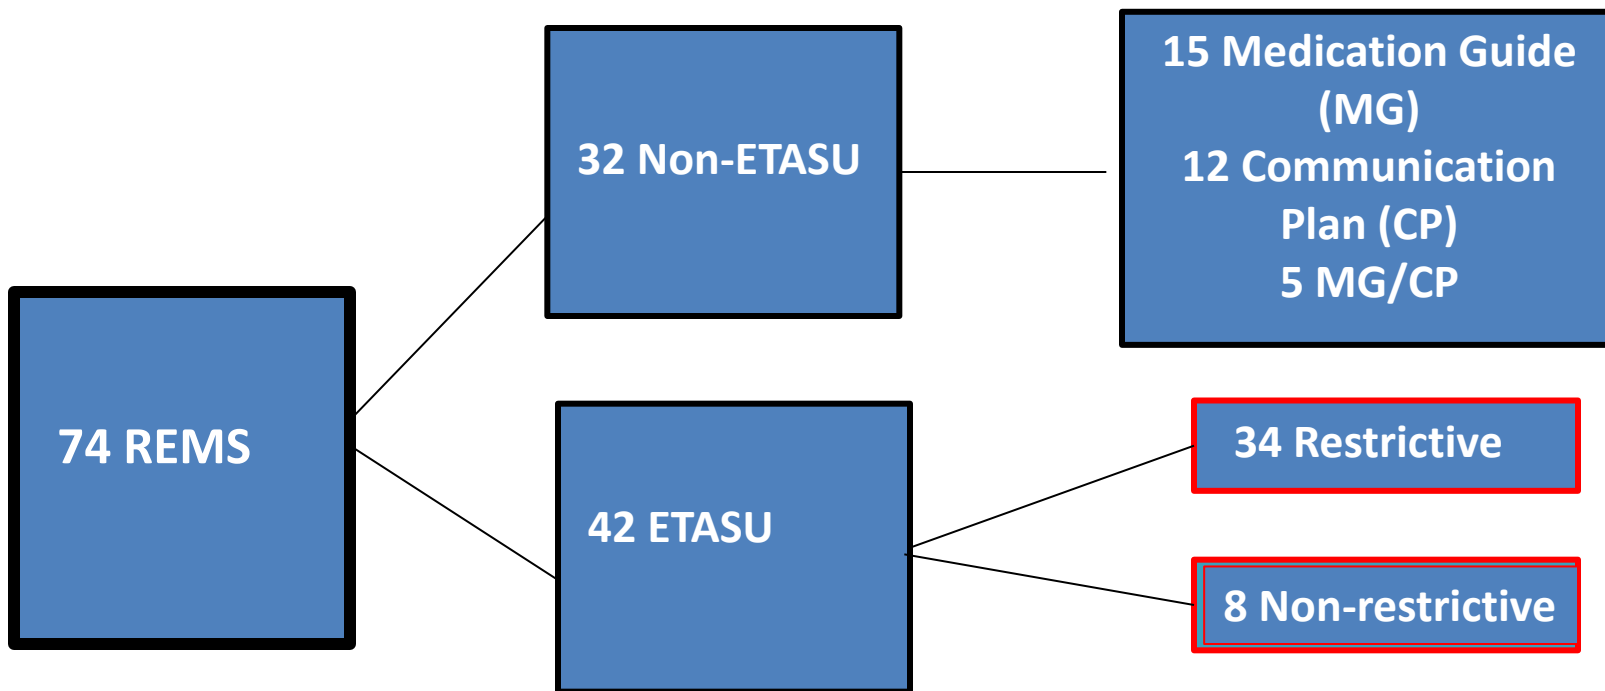 74 REMS
32 Non-ETASU
15 Medication Guide
(MG)
12 Communication
Plan (CP)
5 MG/CP
42 ETASU
34 Restrictive
8 Non-restrictive